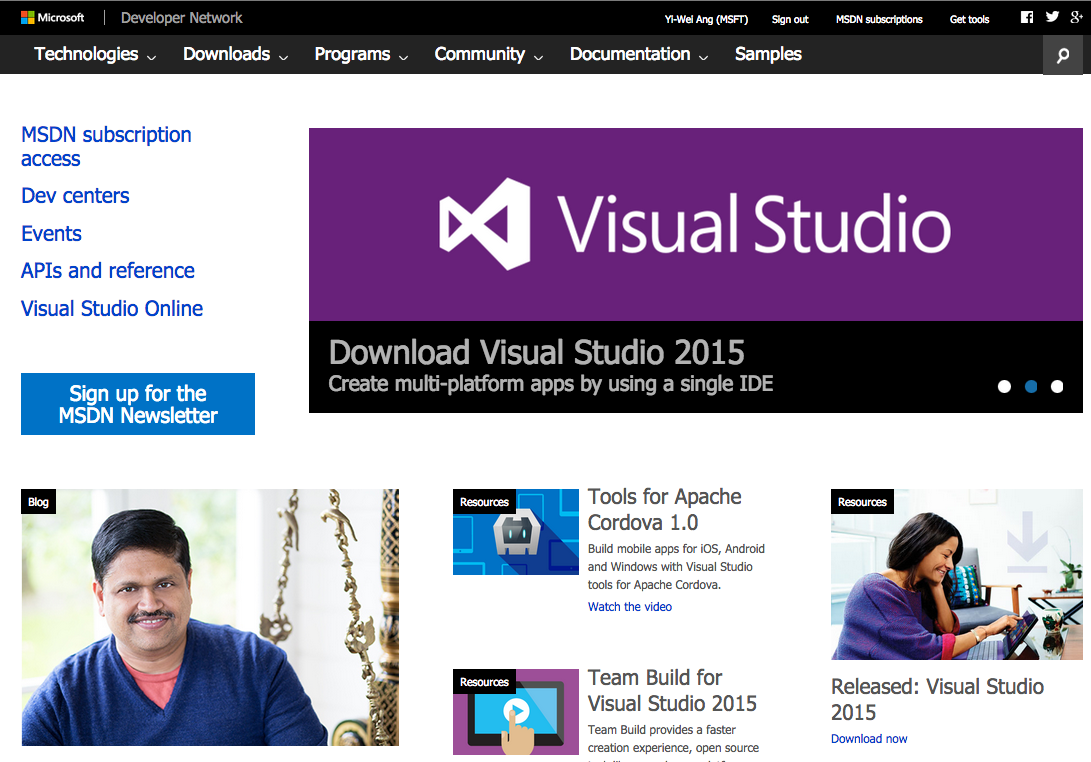 Microsoft
Developer Network
Yi-Wei Ang (MSFT)
Sign out
MSDN subscriptions
Get tools
Technologies
Downloads
Programs
Community
Documentation
Samples
MSDN subscription
access
Dev centers
Events
APIs and reference
Visual Studio Online
Sign up for the
MSDN Newsletter
Visual Studio
Download Visual Studio 2015
Create multi-platform apps by using a single IDE
Blog
Resources
Tools for Apache
Cordova 1.0
Build mobile apps for iOS, Android
and Windows with Visual Studio
tools for Apache Cordova.
Watch the video
Resources
Team Build for
Visual Studio 2015
Team Build provides a faster
creation experience, open source
Resources
Released: Visual Studio
2015
Download now